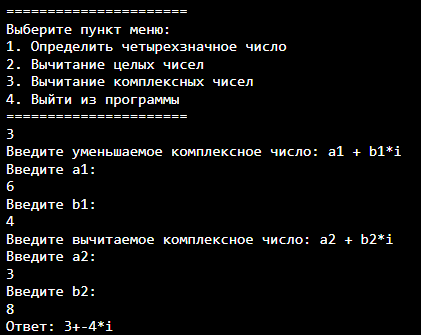 ======================
Выберите пункт меню:
1. Определить четырехзначное число
2. Вычитание целых чисел
3. Вычитание комплексных чисел
4. Выйти из программы
======================
3
Введите уменьшаемое комплексное число: a1 + b1*i
Введите a1:
6
Введите b1:
4
Введите вычитаемое комплексное число: a2 + b2*i
Введите a2:
3
Введите b2:
8
Ответ: 3+-4*i